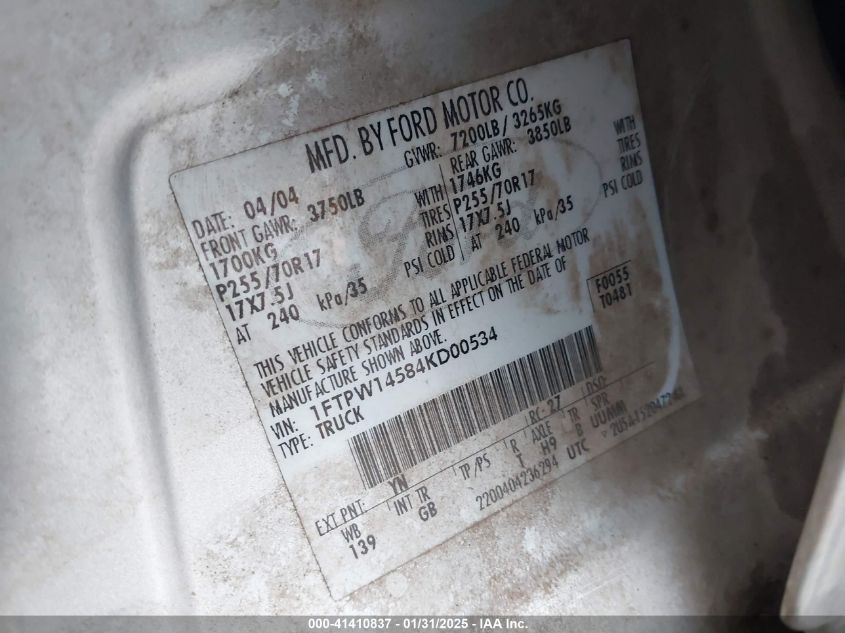 MFD. BY FORD MOTOR CO.
DATE: 04/04 GVWR: 7200LB / 3265KG
FRONT GAWR: 3750LB REAR GAWR: 3850LB
1700KG WITH 1746KG WITH
P255/70R17 TIRES P255/70R17 TIRES
17X7.5J RINS 17X7.5J RINS
AT 240 kPa/35 PSI COLD AT 240 kPa/35 PSI COLD
THIS VEHICLE CONFORMS TO ALL APPLICABLE FEDERAL MOTOR
VEHICLE SAFETY STANDARDS IN EFFECT ON THE DATE OF
MANUFACTURE SHOWN ABOVE.
F0055
T0481
VIN: 1FTPW14584KD00534
TYPE: TRUCK
EXT PNT: YN RC: 27 DSO:
WB INT TR TP/PS R AXLE TR SPR
139 GB T H9 B UUMM
2200404236294 UTC
000-41410837 - 01/31/2025 - IAA Inc.